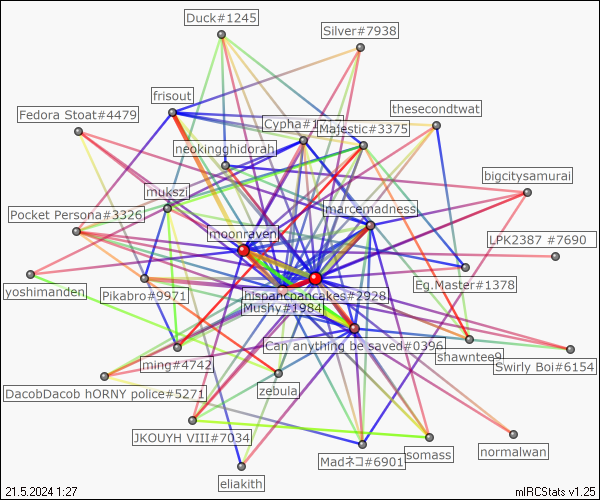 Duck#1245
Silver#7938
frisout
thesecondtwat
Fedora Stoat#4479
Cypha#1
Majestic#3375
neokingghidorah
bigcitysamurai
mukszi
marcemadness
Pocket Persona#3326
moonraven
LPK2387 #7690
yoshimanden
Pikabro#9971
hispanicpancakes#2928
Eg.Master#1378
Mushy#1984
Can anything be saved#0396
shawntee9
ming#4742
Swirly Boi#6154
DacobDacob hORNY police#5271
zebula
JKOUYH VIII#7034
somass
normalwan
Madネコ#6901
eliakith
21.5.2024 1:27
mIRCStats v1.25